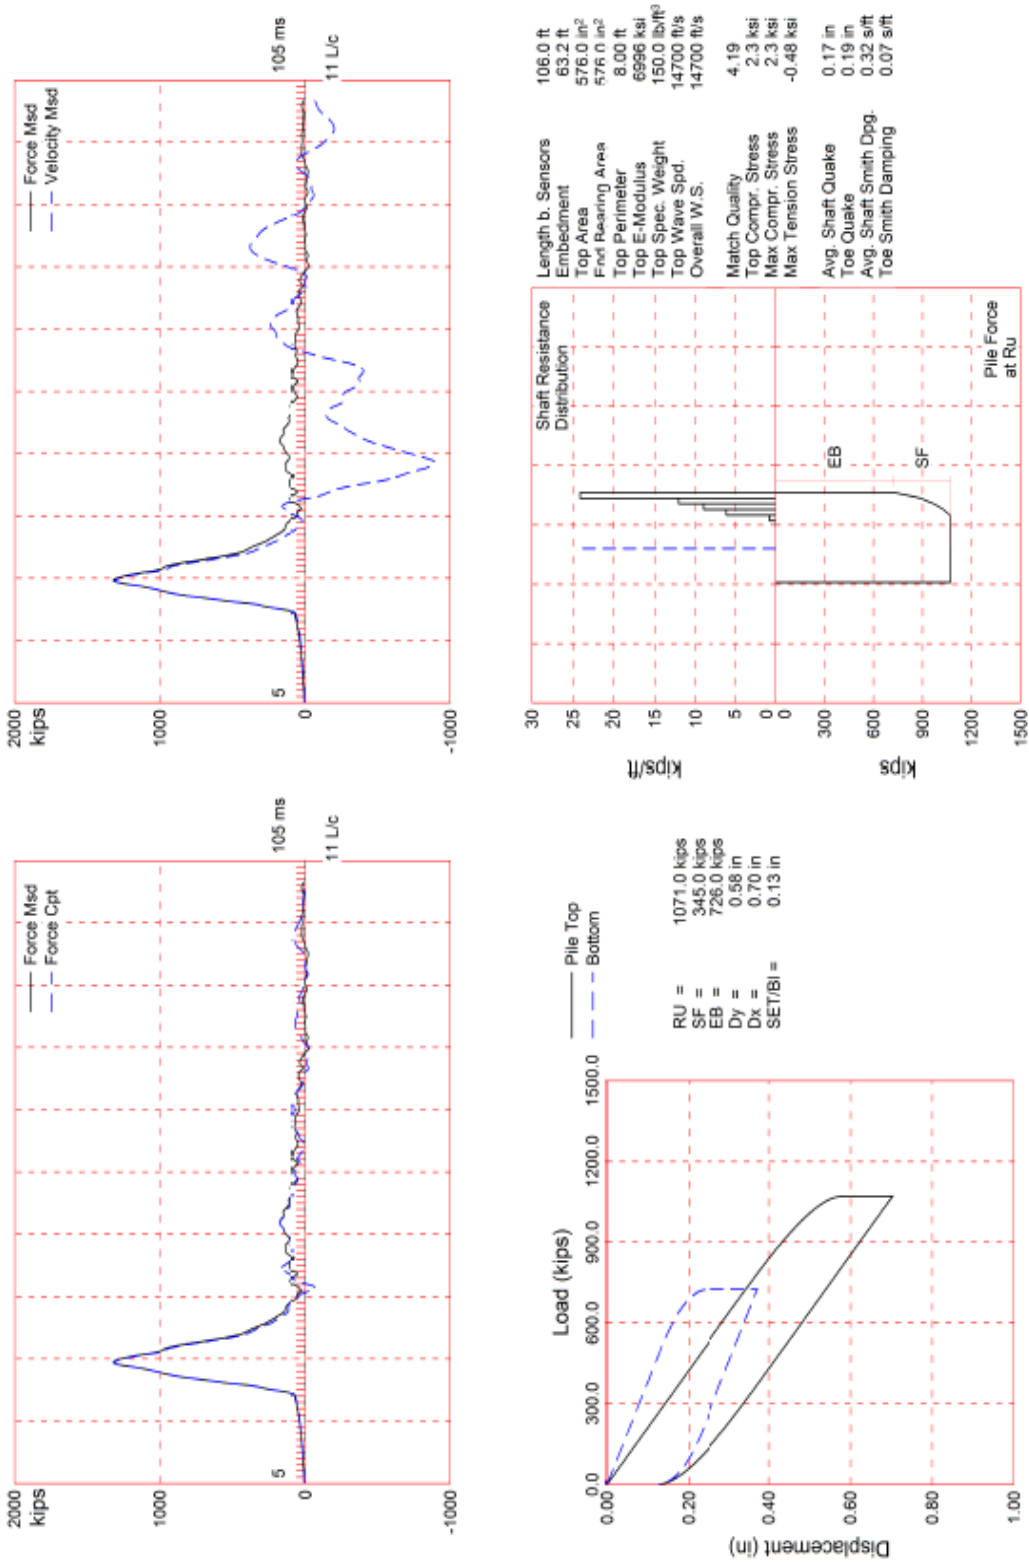 2000
kips
1000
0
-1000
5
105 ms
11 L/c
Force Msd
Force Cpt
2000
kips
1000
0
-1000
5
105 ms
11 L/c
Force Msd
Velocity Msd
Load (kips)
0.0
300.0
600.0
900.0
1200.0
1500.0
0.00
0.20
0.40
0.60
0.80
1.00
Displacement (in)
Pile Top
Bottom
RU = 1071.0 kips
SF = 345.0 kips
EB = 726.0 kips
Dy = 0.58 in
Dx = 0.70 in
SET/Bl = 0.13 in
30
25
20
15
10
5
0
kips/ft
0
300
600
900
1200
1500
kips
Shaft Resistance
Distribution
EB
SF
Pile Force
at Ru
Length b. Sensors 106.0 ft
Embedment 63.2 ft
Top Area 576.0 in²
End Bearing Area 576.0 in²
Top Perimeter 8.00 ft
Top E-Modulus 6996 ksi
Top Spec. Weight 150.0 lb/ft³
Top Wave Spd. 14700 ft/s
Overall W.S. 14700 ft/s
Match Quality 4.19
Top Compr. Stress 2.3 ksi
Max Compr. Stress 2.3 ksi
Max Tension Stress -0.48 ksi
Avg. Shaft Quake 0.17 in
Toe Quake 0.19 in
Avg. Shaft Smith Dpg. 0.32 s/ft
Toe Smith Damping 0.07 s/ft